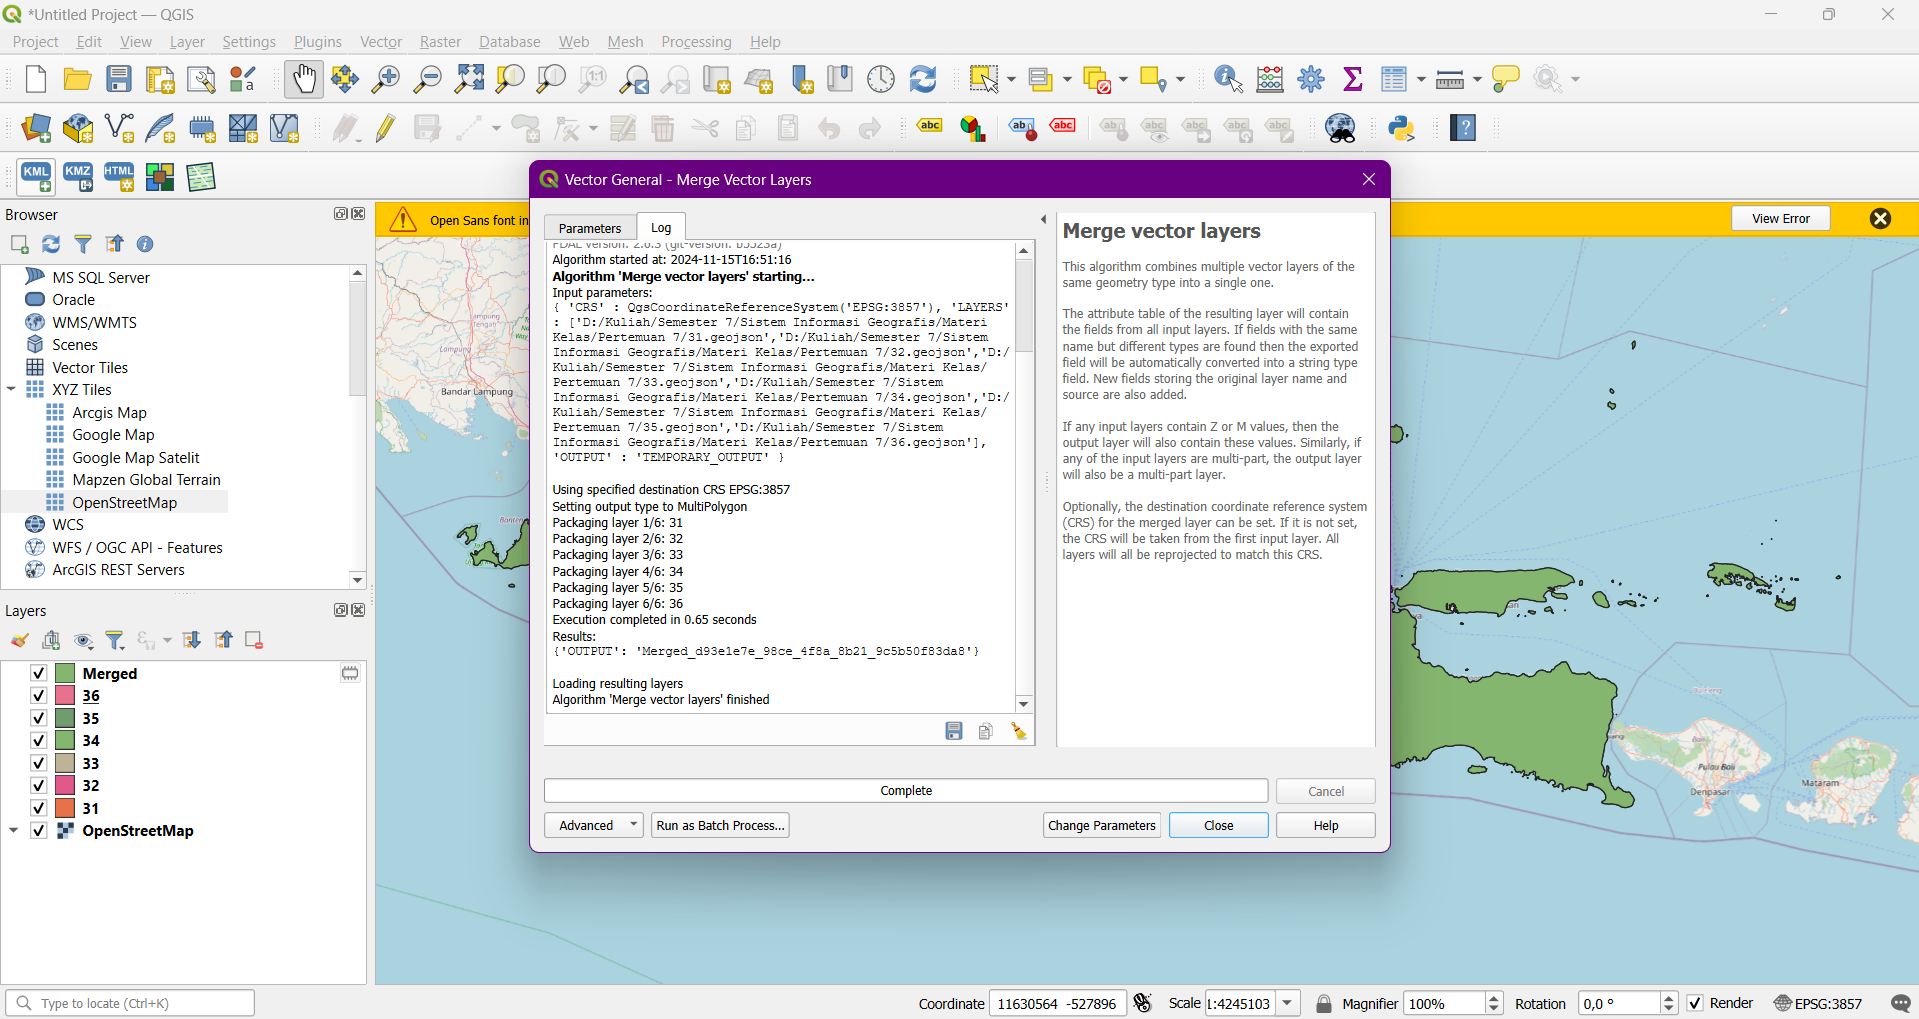 *Untitled Project — QGIS
Project Edit View Layer Settings Plugins Vector Raster Database Web Mesh Processing Help
1:1
abc
abc
abc
KML
KMZ
HTML
Browser
MS SQL Server
Oracle
WMS/WMTS
Scenes
Vector Tiles
XYZ Tiles
Arcgis Map
Google Map
Google Map Satelit
Mapzen Global Terrain
OpenStreetMap
WCS
WFS / OGC API - Features
ArcGIS REST Servers
Layers
Merged
36
35
34
33
32
31
OpenStreetMap
Open Sans font in
View Error
Lampung
Bandar Lampung
Banten
Vector General - Merge Vector Layers
Parameters
Log
Algorithm started at: 2024-11-15T16:51:16
Algorithm 'Merge vector layers' starting...
Input parameters:
{ 'CRS' : QgsCoordinateReferenceSystem('EPSG:3857'), 'LAYERS'
: ['D:/Kuliah/Semester 7/Sistem Informasi Geografis/Materi
Kelas/Pertemuan 7/31.geojson','D:/Kuliah/Semester 7/Sistem
Informasi Geografis/Materi Kelas/Pertemuan 7/32.geojson','D:/
Kuliah/Semester 7/Sistem Informasi Geografis/Materi Kelas/
Pertemuan 7/33.geojson','D:/Kuliah/Semester 7/Sistem
Informasi Geografis/Materi Kelas/Pertemuan 7/34.geojson','D:/
Kuliah/Semester 7/Sistem Informasi Geografis/Materi Kelas/
Pertemuan 7/35.geojson','D:/Kuliah/Semester 7/Sistem
Informasi Geografis/Materi Kelas/Pertemuan 7/36.geojson'],
'OUTPUT' : 'TEMPORARY_OUTPUT' }
Using specified destination CRS EPSG:3857
Setting output type to MultiPolygon
Packaging layer 1/6: 31
Packaging layer 2/6: 32
Packaging layer 3/6: 33
Packaging layer 4/6: 34
Packaging layer 5/6: 35
Packaging layer 6/6: 36
Execution completed in 0.65 seconds
Results:
{'OUTPUT': 'Merged_d93e1e7e_98ce_4f8a_8b21_9c5b50f83da8'}
Loading resulting layers
Algorithm 'Merge vector layers' finished
Merge vector layers
This algorithm combines multiple vector layers of the
same geometry type into a single one.
The attribute table of the resulting layer will contain
the fields from all input layers. If fields with the same
name but different types are found then the exported
field will be automatically converted into a string type
field. New fields storing the original layer name and
source are also added.
If any input layers contain Z or M values, then the
output layer will also contain these values. Similarly, if
any of the input layers are multi-part, the output layer
will also be a multi-part layer.
Optionally, the destination coordinate reference system
(CRS) for the merged layer can be set. If it is not set,
the CRS will be taken from the first input layer. All
layers will all be reprojected to match this CRS.
Complete
Cancel
Advanced
Run as Batch Process...
Change Parameters
Close
Help
Buleleng
Bali
Pulau Bali
Denpasar
Mataram
Type to locate (Ctrl+K)
Coordinate 11630564 -527896 Scale 1:4245103 Magnifier 100% Rotation 0,0 ° Render EPSG:3857